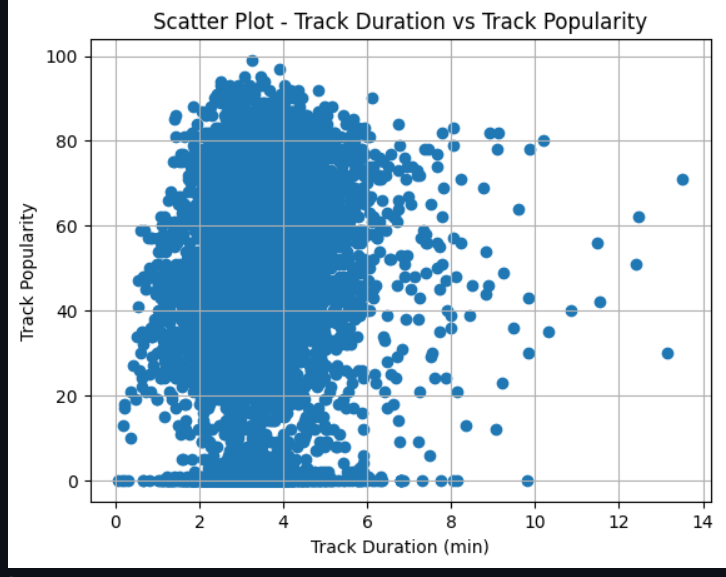 Scatter Plot - Track Duration vs Track Popularity
100
80
60
40
20
0
Track Popularity
0 2 4 6 8 10 12 14
Track Duration (min)